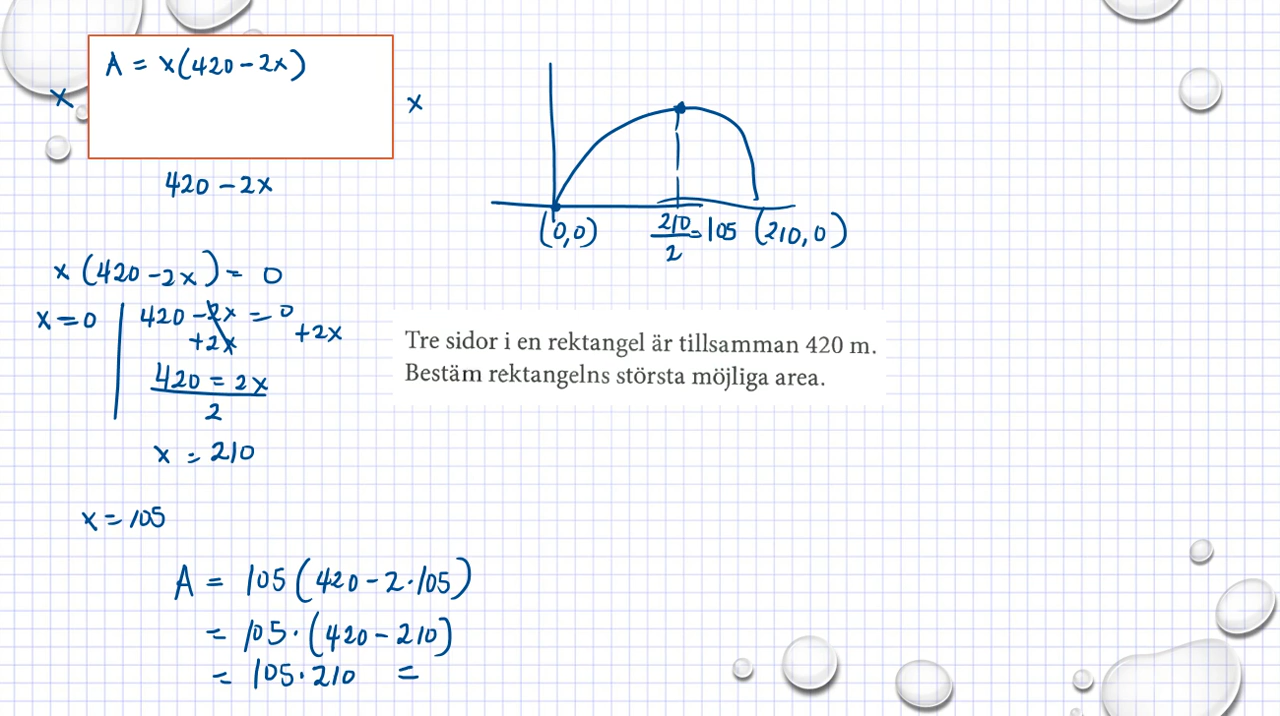 A = x(420 - 2x)
x
x
420 - 2x
(0,0)
210/2 = 105
(210,0)
x(420 - 2x) = 0
x = 0 | 420 - 2x = 0
+2x +2x
420 = 2x
2
x = 210
Tre sidor i en rektangel är tillsamman 420 m.
Bestäm rektangelns största möjliga area.
x = 105
A = 105(420 - 2·105)
= 105·(420 - 210)
= 105·210 =